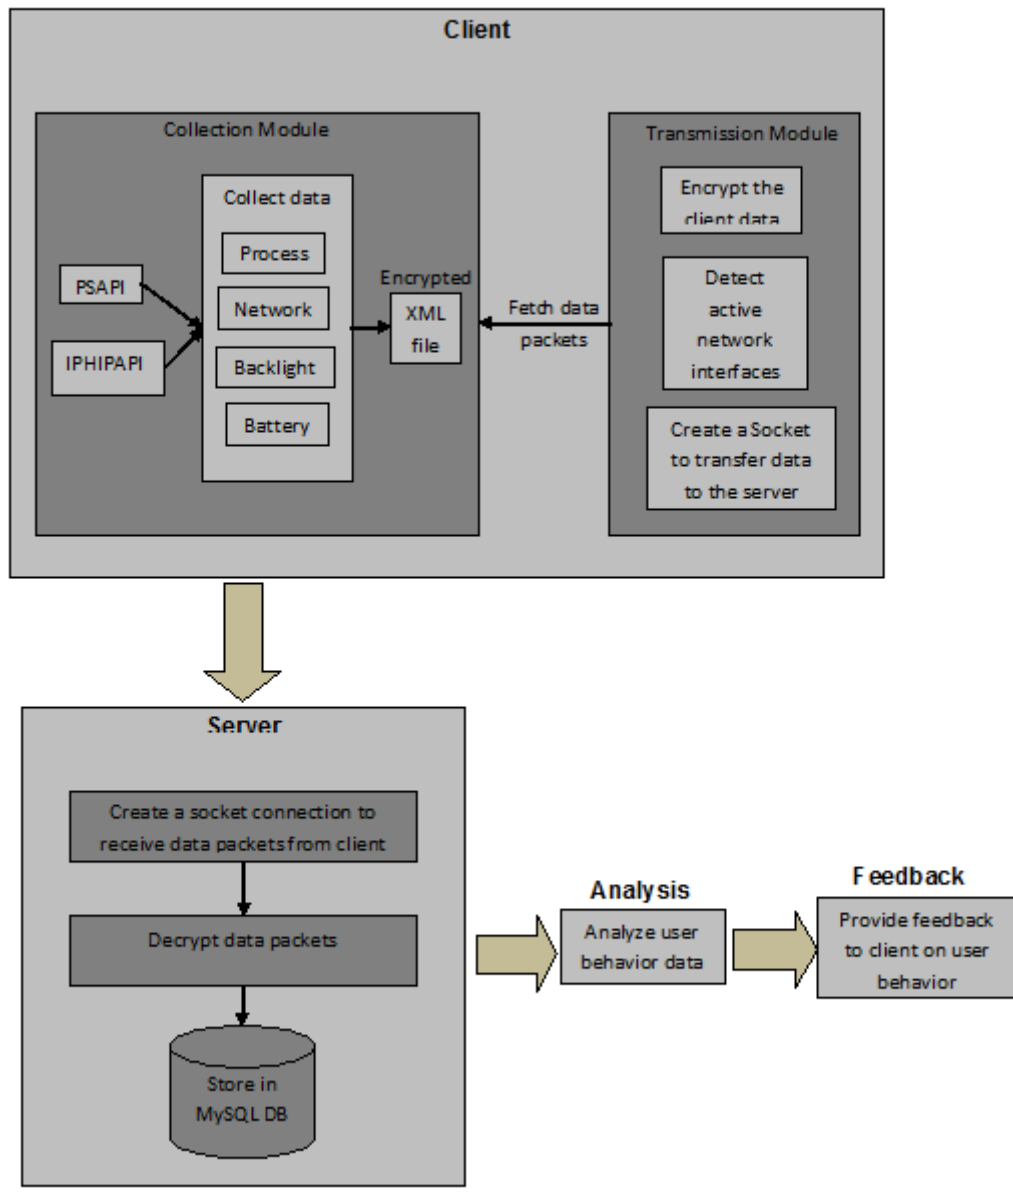 Client
Collection Module
Collect data
Process
Network
Backlight
Battery
PSAPI
IPHIPAPI
Encrypted
XML
file
Fetch data
packets
Transmission Module
Encrypt the
client data
Detect
active
network
interfaces
Create a Socket
to transfer data
to the server
Server
Create a socket connection to
receive data packets from client
Decrypt data packets
Store in
MySQL DB
Analysis
Analyze user
behavior data
Feedback
Provide feedback
to client on user
behavior